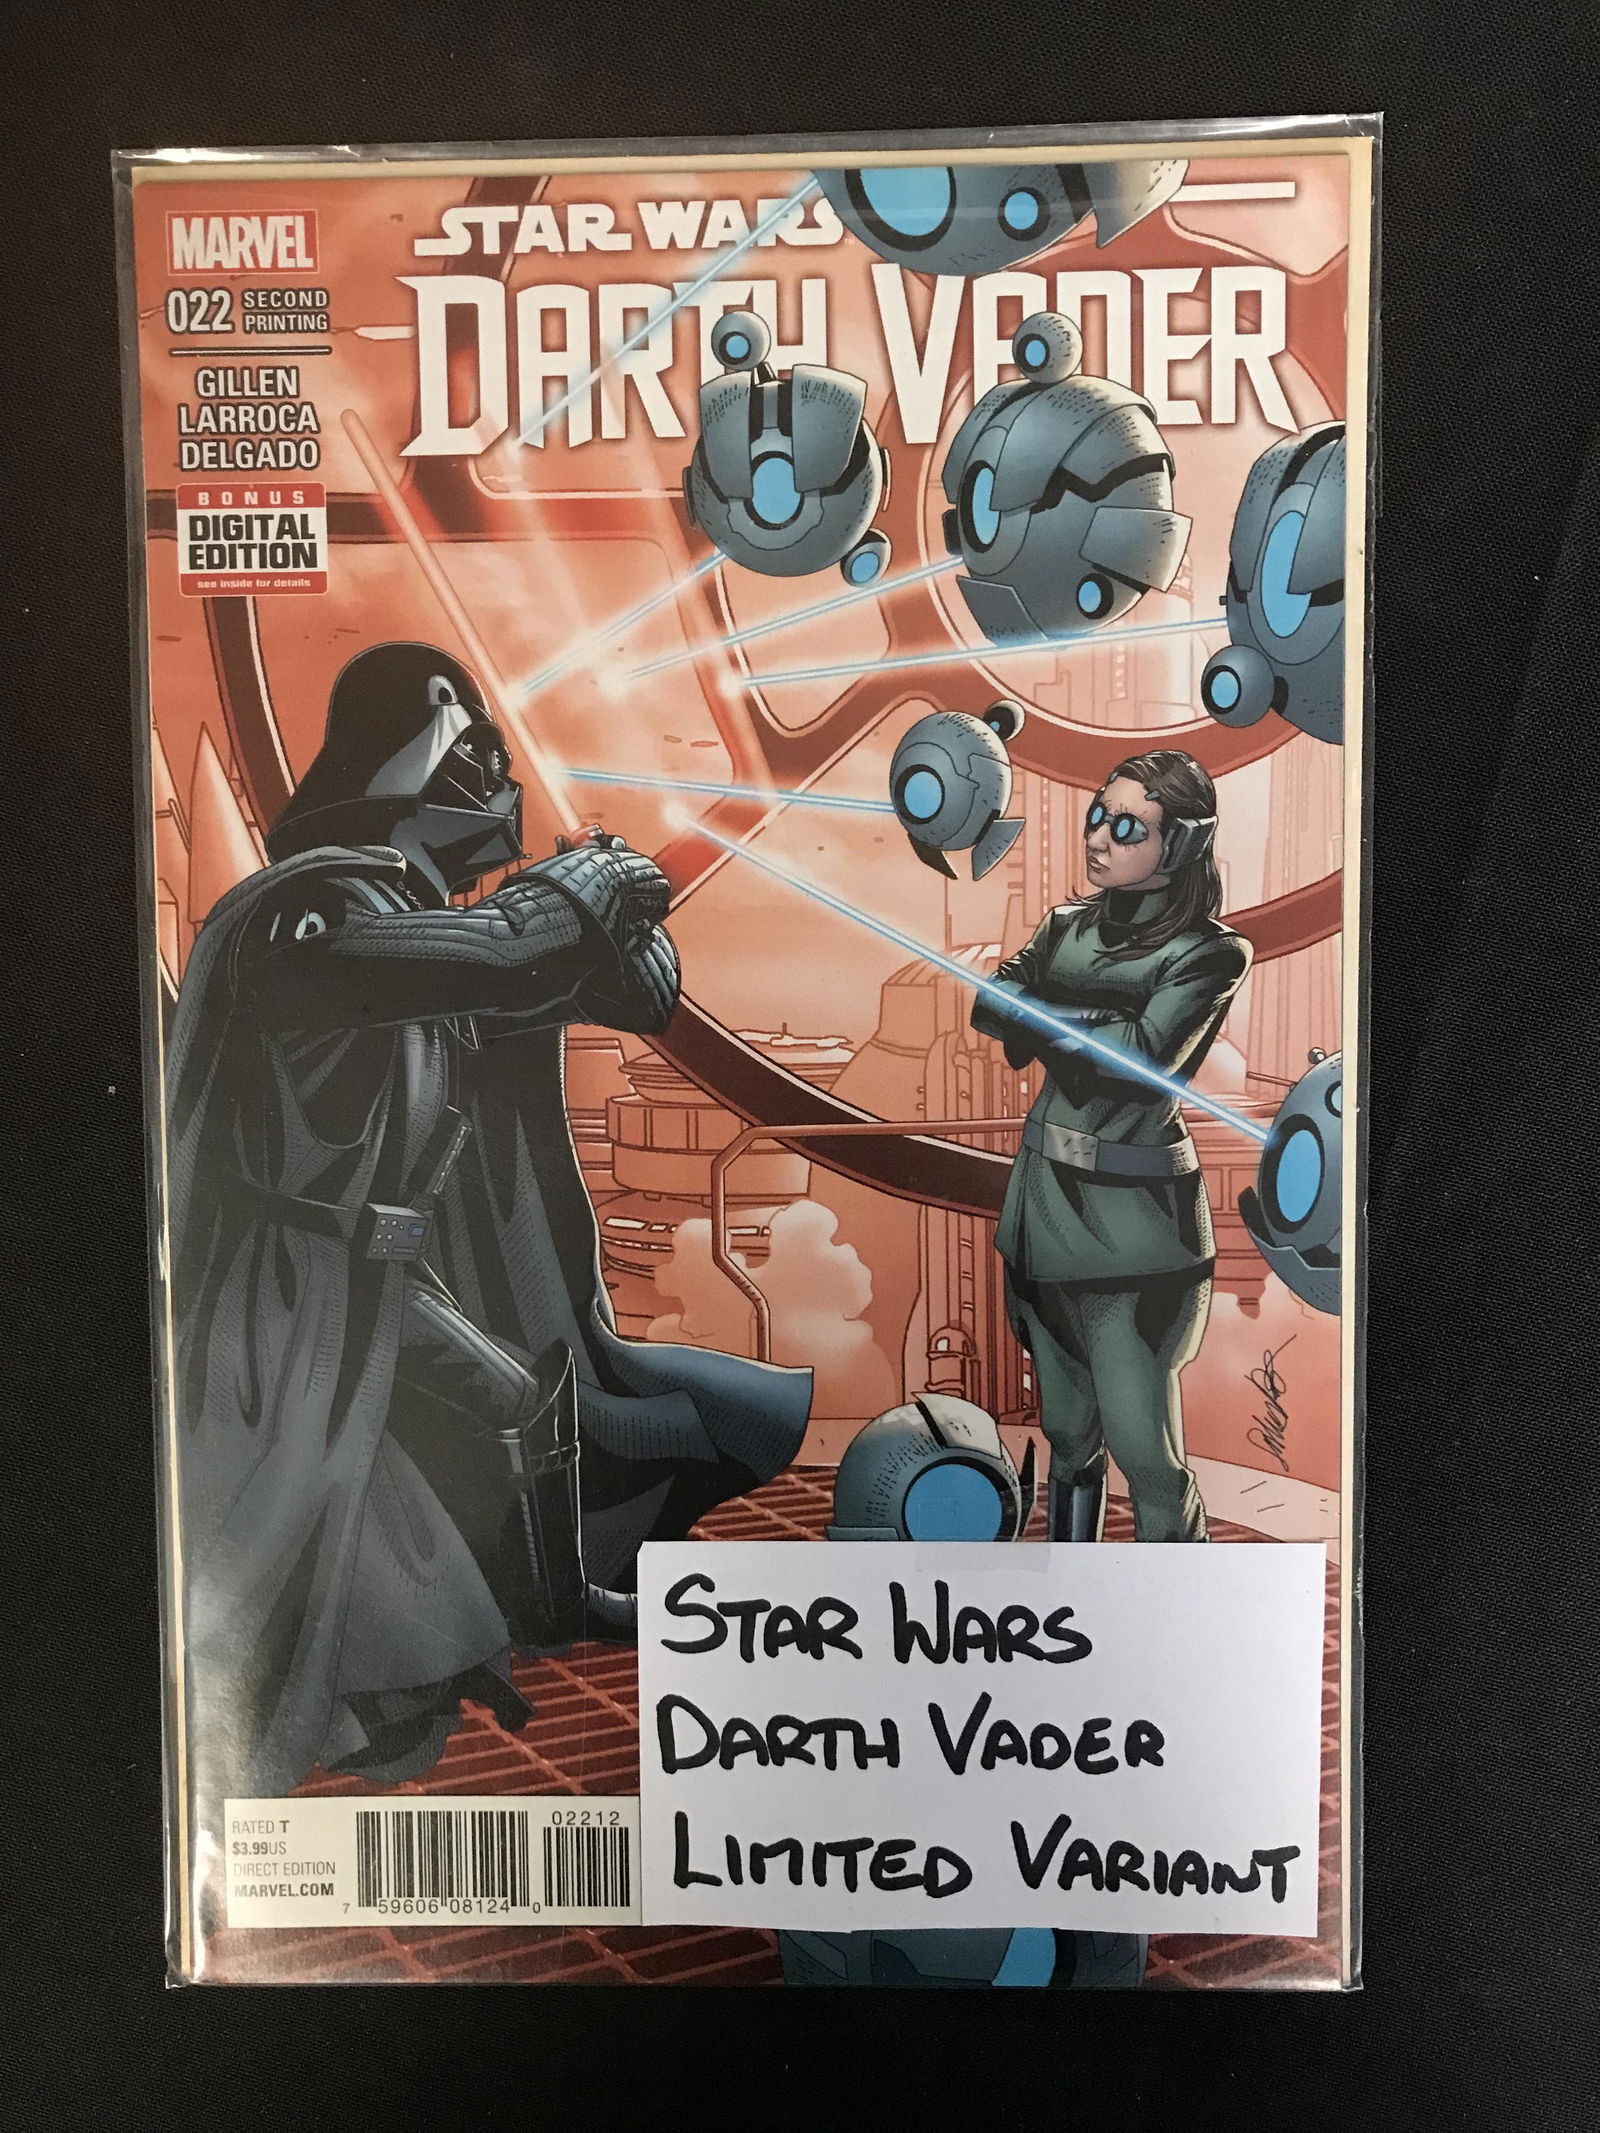 MARVEL
022 SECOND
PRINTING
GILLEN
LARROCA
DELGADO
BONUS
DIGITAL
EDITION
see inside for details
STAR WARS
DARTH VADER
STAR WARS
DARTH VADER
LIMITED VARIANT
RATED T
$3.99US
DIRECT EDITION
MARVEL.COM
02212
7 59606 08124 0